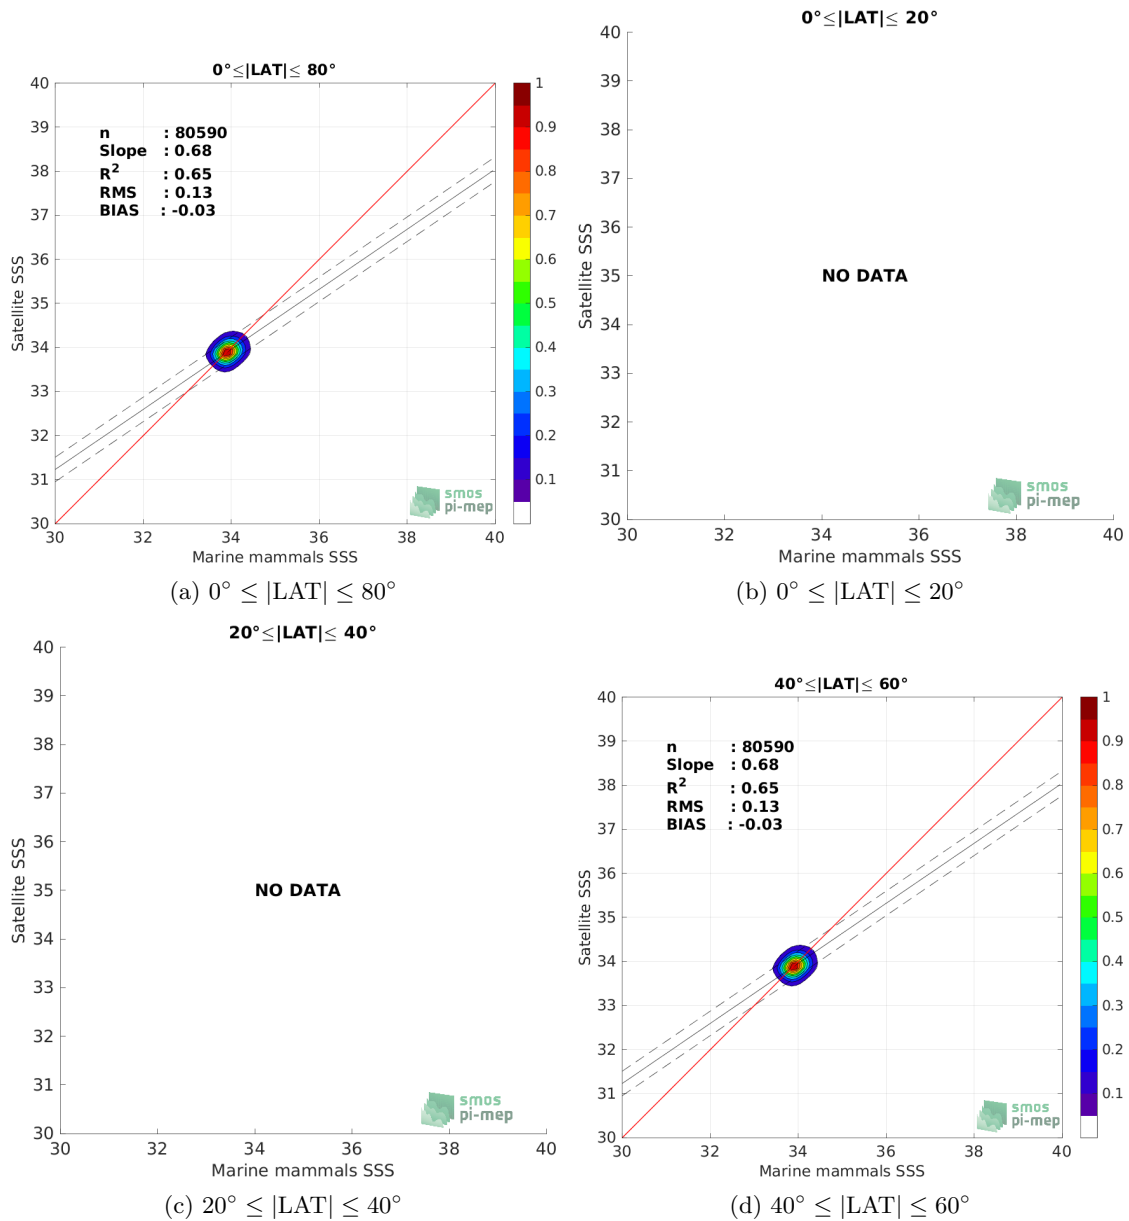 0°≤|LAT|≤ 80°
n : 80590
Slope : 0.68
R² : 0.65
RMS : 0.13
BIAS : -0.03
40
39
38
37
36
35
34
33
32
31
30
Satellite SSS
30 32 34 36 38 40
Marine mammals SSS
1
0.9
0.8
0.7
0.6
0.5
0.4
0.3
0.2
0.1
smos
pi-mep
(a) 0° ≤ |LAT| ≤ 80°
0°≤|LAT|≤ 20°
40
39
38
37
36
35
34
33
32
31
30
Satellite SSS
NO DATA
30 32 34 36 38 40
Marine mammals SSS
smos
pi-mep
(b) 0° ≤ |LAT| ≤ 20°
20°≤|LAT|≤ 40°
40
39
38
37
36
35
34
33
32
31
30
Satellite SSS
NO DATA
30 32 34 36 38 40
Marine mammals SSS
smos
pi-mep
(c) 20° ≤ |LAT| ≤ 40°
40°≤|LAT|≤ 60°
n : 80590
Slope : 0.68
R² : 0.65
RMS : 0.13
BIAS : -0.03
40
39
38
37
36
35
34
33
32
31
30
Satellite SSS
30 32 34 36 38 40
Marine mammals SSS
1
0.9
0.8
0.7
0.6
0.5
0.4
0.3
0.2
0.1
smos
pi-mep
(d) 40° ≤ |LAT| ≤ 60°